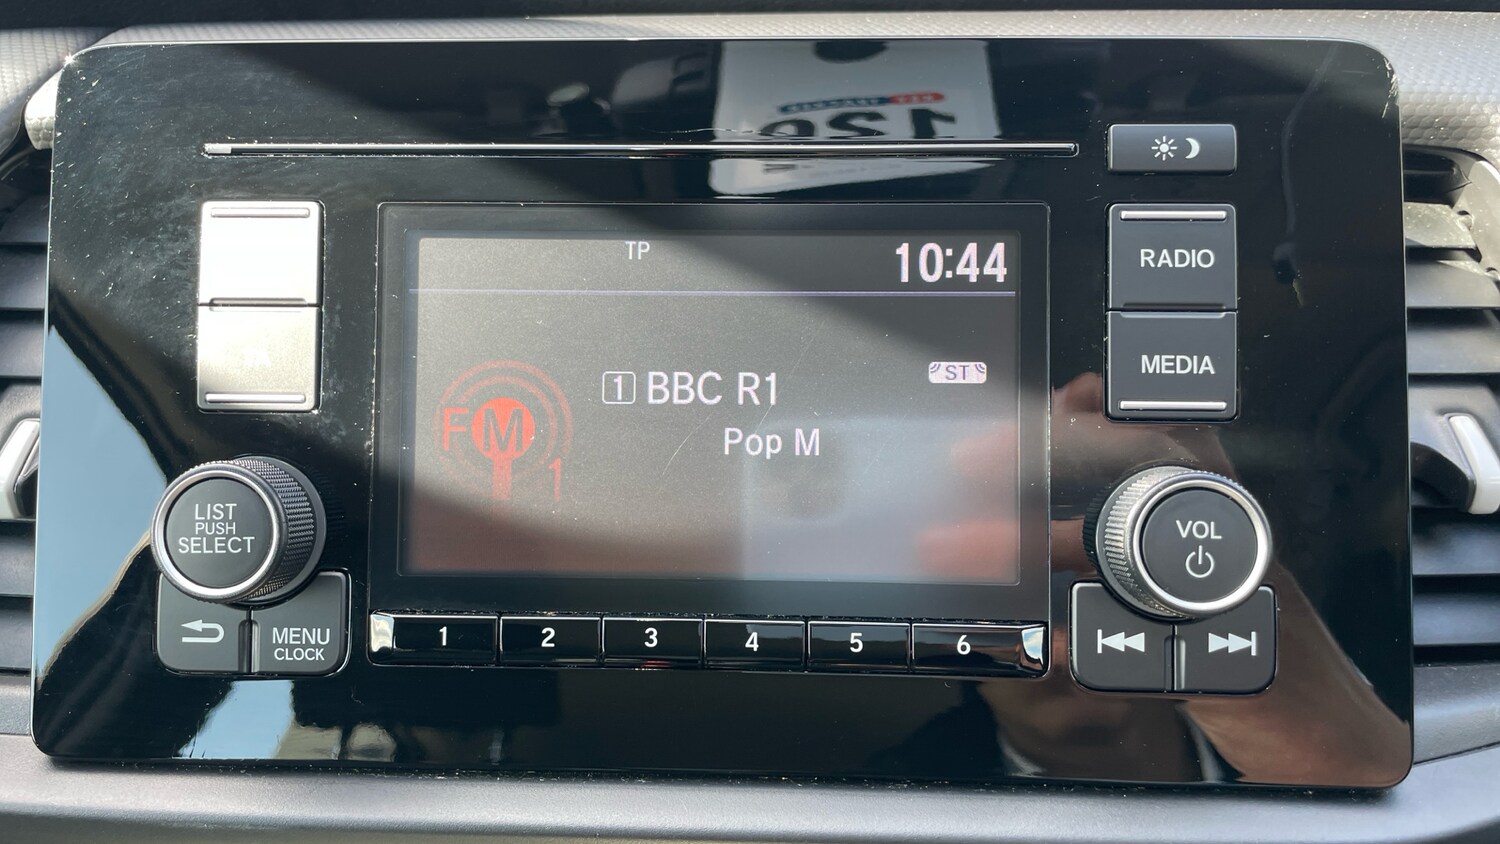 TP
10:44
RADIO
MEDIA
1 BBC R1
ST
Pop M
FM
1
LIST
PUSH
SELECT
VOL
MENU
CLOCK
1 2 3 4 5 6